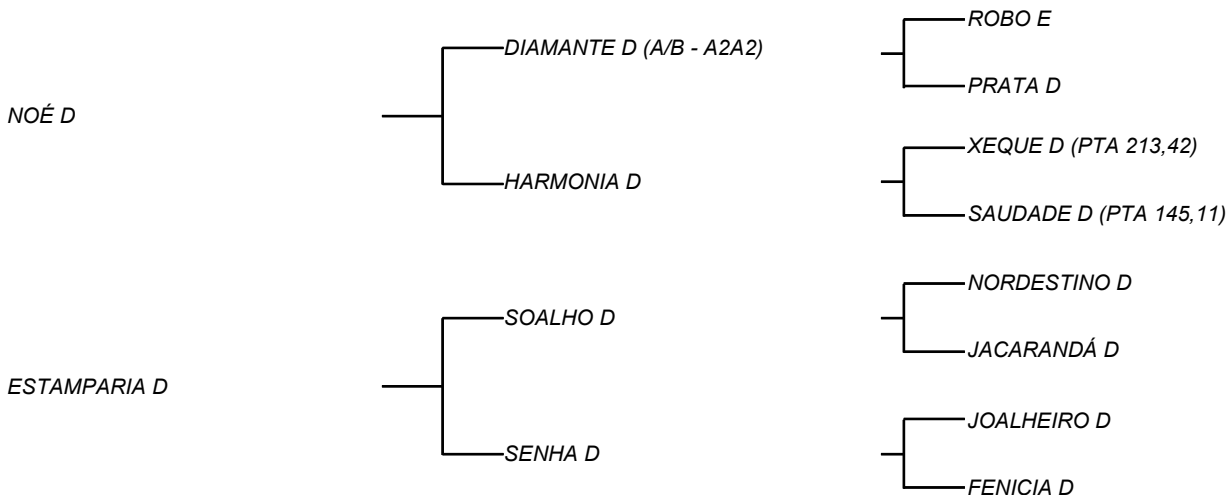 ROBO E
DIAMANTE D (A/B - A2A2)
PRATA D
NOÉ D
XEQUE D (PTA 213,42)
HARMONIA D
SAUDADE D (PTA 145,11)
NORDESTINO D
SOALHO D
JACARANDÁ D
ESTAMPARIA D
JOALHEIRO D
SENHA D
FENICIA D